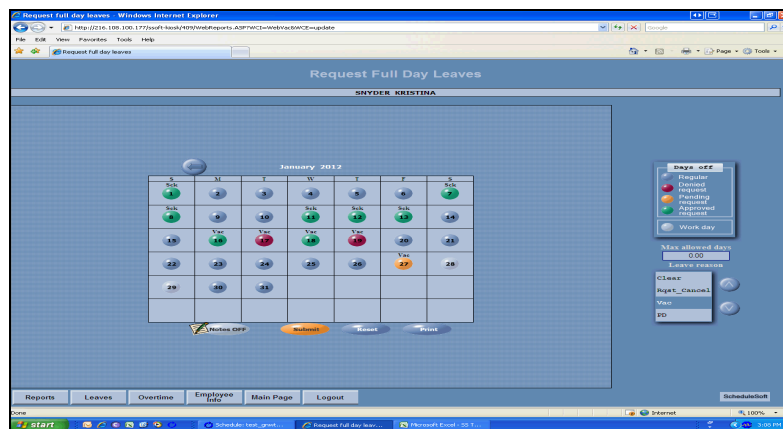 Request full day leaves - Windows Internet Explorer
http://216.108.100.177/ssoft-kiosk/409/WebReports.ASP?WCI=WebVac&WCE=update
Google
File Edit View Favorites Tools Help
Request full day leaves
Page Tools
Request Full Day Leaves
SNYDER KRISTINA
January 2012
S M T W T F S
Sck Sck
1 2 3 4 5 6 7
Sck Sck Sck Sck
8 9 10 11 12 13 14
Vac Vac Vac Vac
15 16 17 18 19 20 21
Vac
22 23 24 25 26 27 28
29 30 31
Notes OFF Submit Reset Print
Days off
Regular
Denied request
Pending request
Approved request
Work day
Max allowed days
0.00
Leave reason
Clear
Rqst_Cancel
Vac
PD
Reports Leaves Overtime Employee Info Main Page Logout
ScheduleSoft
Done Internet 100%
start Schedule: test_grwt... Request full day leav... Microsoft Excel - SS T... 3:08 PM